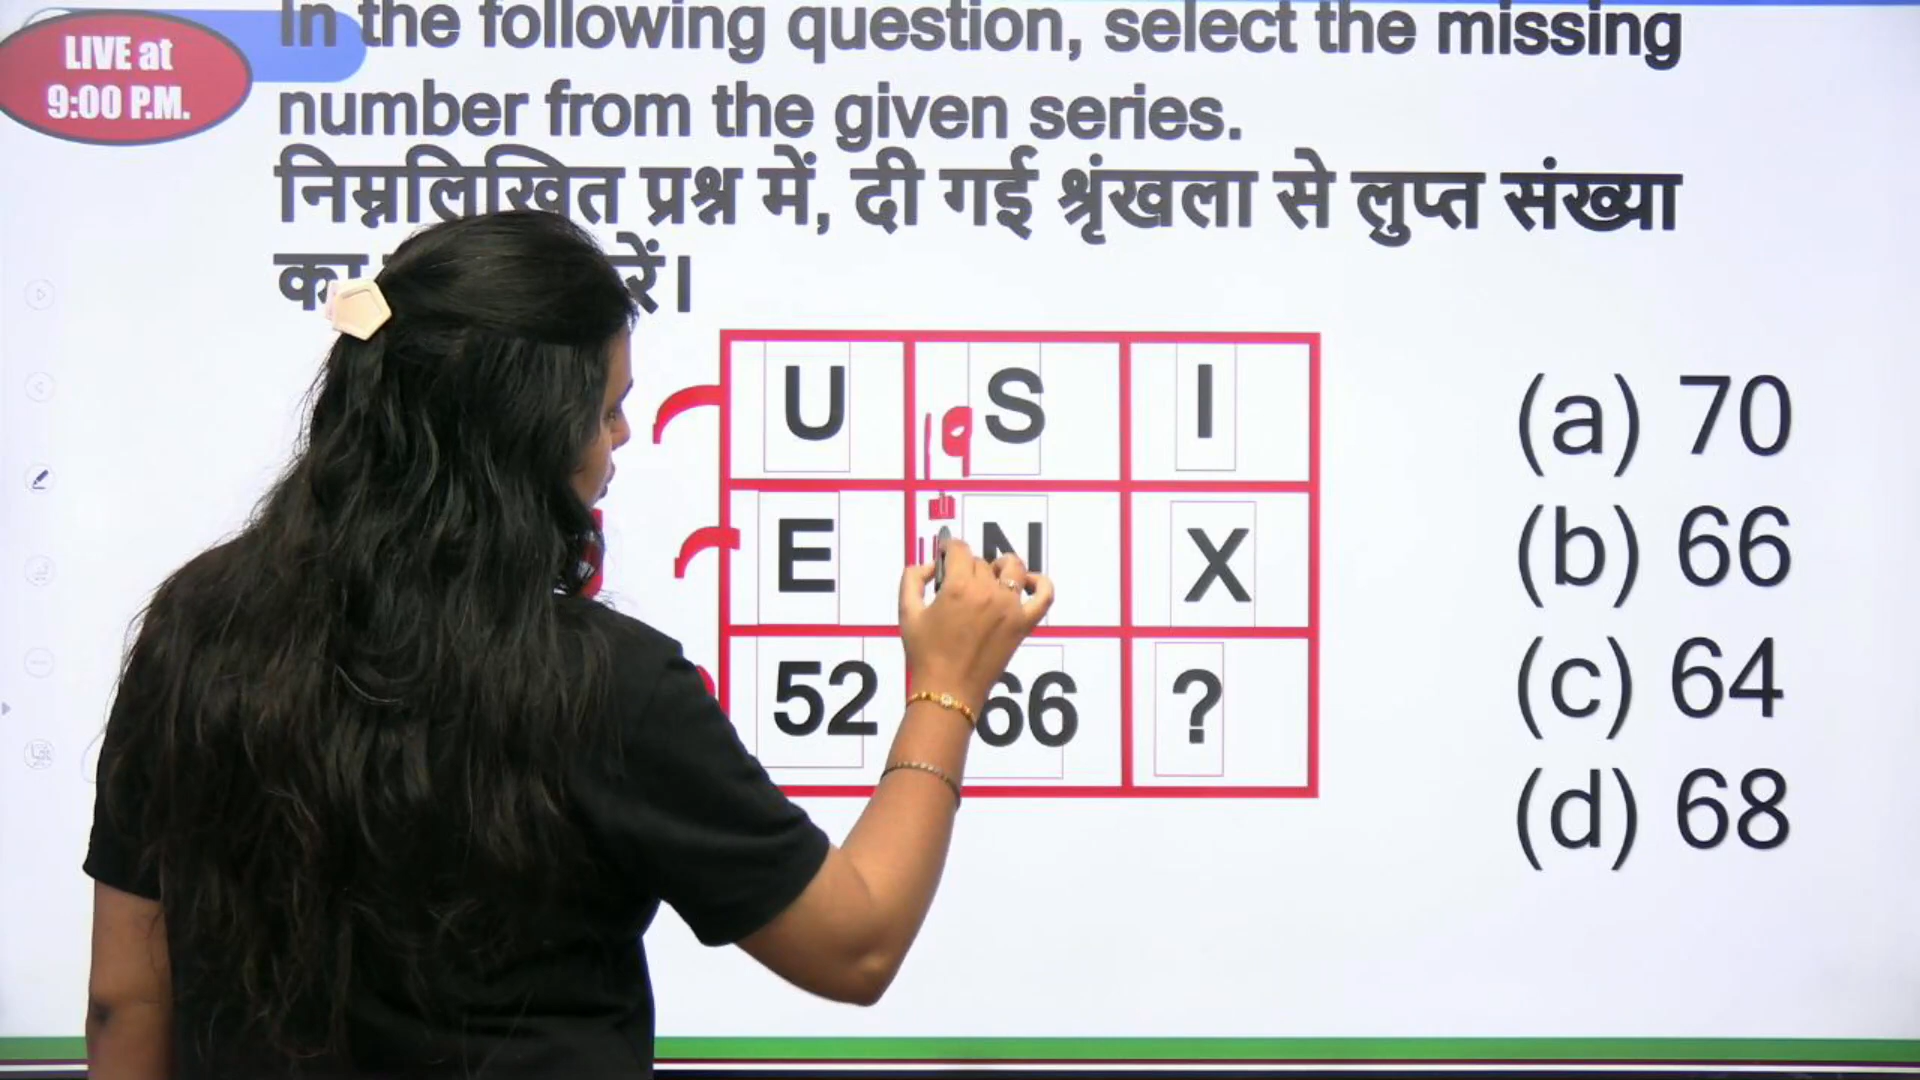 LIVE at
9:00 P.M.
In the following question, select the missing
number from the given series.
निम्नलिखित प्रश्न में, दी गई श्रृंखला से लुप्त संख्या
का रें।
U 19 S I
E N X
52 66 ?
(a) 70
(b) 66
(c) 64
(d) 68